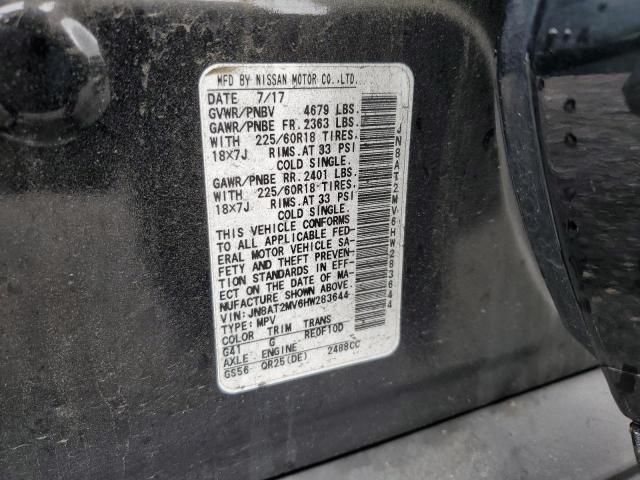 MFD BY NISSAN MOTOR CO.,LTD.
DATE 7/17
GVWR/PNBV 4679 LBS.
GAWR/PNBE FR. 2363 LBS.
WITH 225/60R18 TIRES.
18X7J RIMS.AT 33 PSI
COLD SINGLE.
GAWR/PNBE RR. 2401 LBS.
WITH 225/60R18 TIRES.
18X7J RIMS.AT 33 PSI
COLD SINGLE.
THIS VEHICLE CONFORMS
TO ALL APPLICABLE FED-
ERAL MOTOR VEHICLE SA-
FETY AND THEFT PREVEN-
TION STANDARDS IN EFF-
ECT ON THE DATE OF MA-
NUFACTURE SHOWN ABOVE.
VIN: JN8AT2MV6HW283644
TYPE: MPV
COLOR TRIM TRANS
G41 G RE0F10D
AXLE ENGINE
GS56 QR25(DE) 2488CC
JN8AT2MV6HW283644